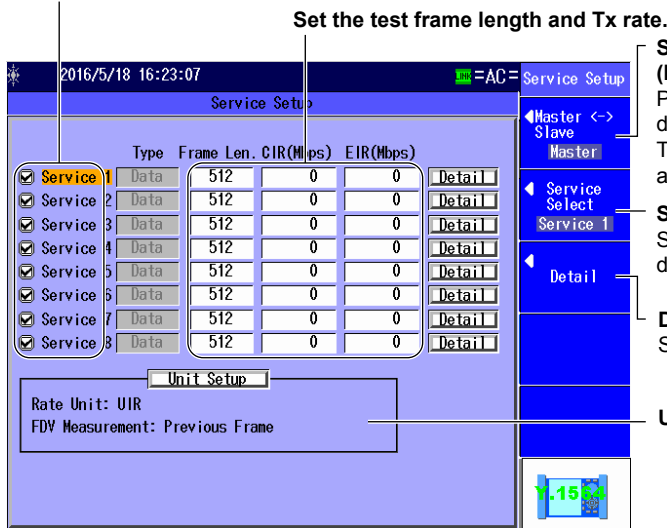 Set the test frame length and Tx rate.
2016/5/18 16:23:07
LINK =AC=
Service Setup
Service Setup
Type Frame Len. CIR(Mbps) EIR(Mbps)
Service 1 Data 512 0 0 Detail
Service 2 Data 512 0 0 Detail
Service 3 Data 512 0 0 Detail
Service 4 Data 512 0 0 Detail
Service 5 Data 512 0 0 Detail
Service 6 Data 512 0 0 Detail
Service 7 Data 512 0 0 Detail
Service 8 Data 512 0 0 Detail
Unit Setup
Rate Unit: UIR
FDV Measurement: Previous Frame
Master <->
Slave
Master
Service
Select
Service 1
Detail
Y.1564
S
(
P
d
T
a
S
S
d
D
S
U